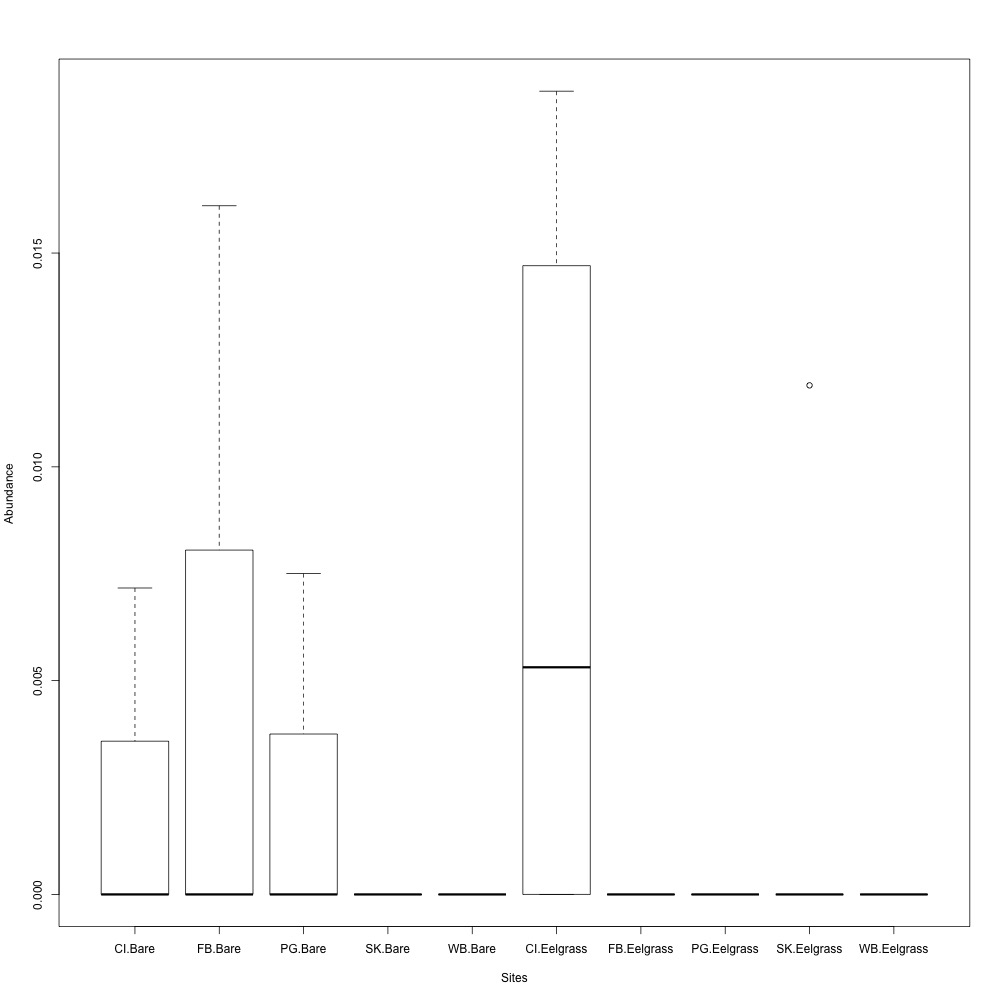 0.015
0.010
0.005
0.000
Abundance
CI.Bare FB.Bare PG.Bare SK.Bare WB.Bare CI.Eelgrass FB.Eelgrass PG.Eelgrass SK.Eelgrass WB.Eelgrass
Sites